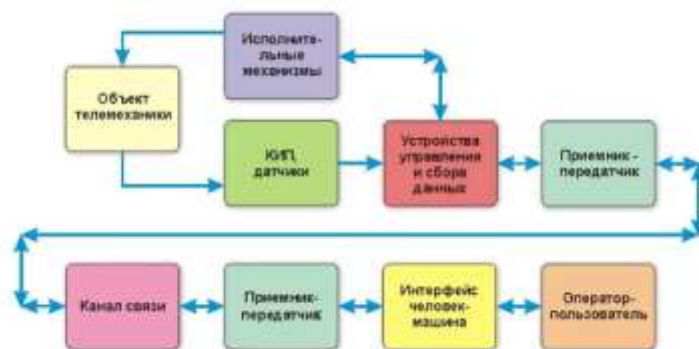 Исполните-
льные
механизмы
Объект
телемеханики
КИП,
датчики
Устройства
управления
и сбора
данных
Приемник-
передатчик
Канал связи
Приемник-
передатчик
Интерфейс
человек-
машина
Оператор-
пользователь